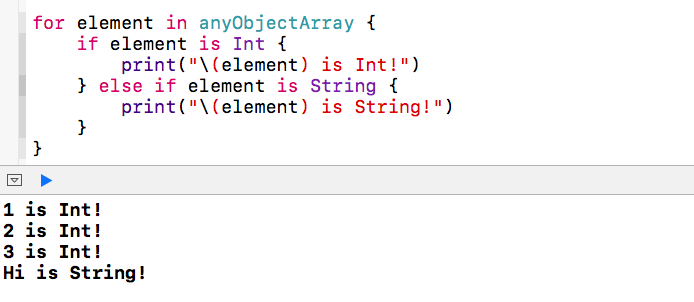 for element in anyObjectArray {
    if element is Int {
        print("\(element) is Int!")
    } else if element is String {
        print("\(element) is String!")
    }
}
1 is Int!
2 is Int!
3 is Int!
Hi is String!